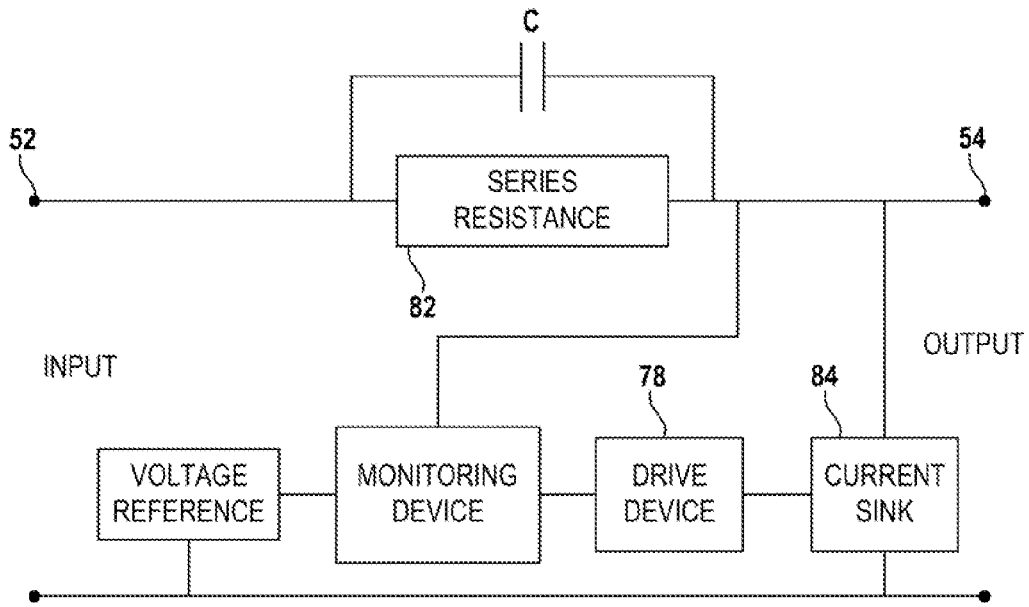 C
52
54
SERIES
RESISTANCE
82
INPUT
OUTPUT
78
84
VOLTAGE
REFERENCE
MONITORING
DEVICE
DRIVE
DEVICE
CURRENT
SINK